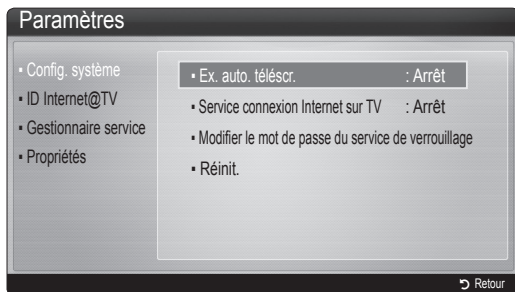 Paramètres
▪ Config. système
▪ ID Internet@TV
▪ Gestionnaire service
▪ Propriétés
▪ Ex. auto. téléscr. : Arrêt
▪ Service connexion Internet sur TV : Arrêt
▪ Modifier le mot de passe du service de verrouillage
▪ Réinit.
Retour